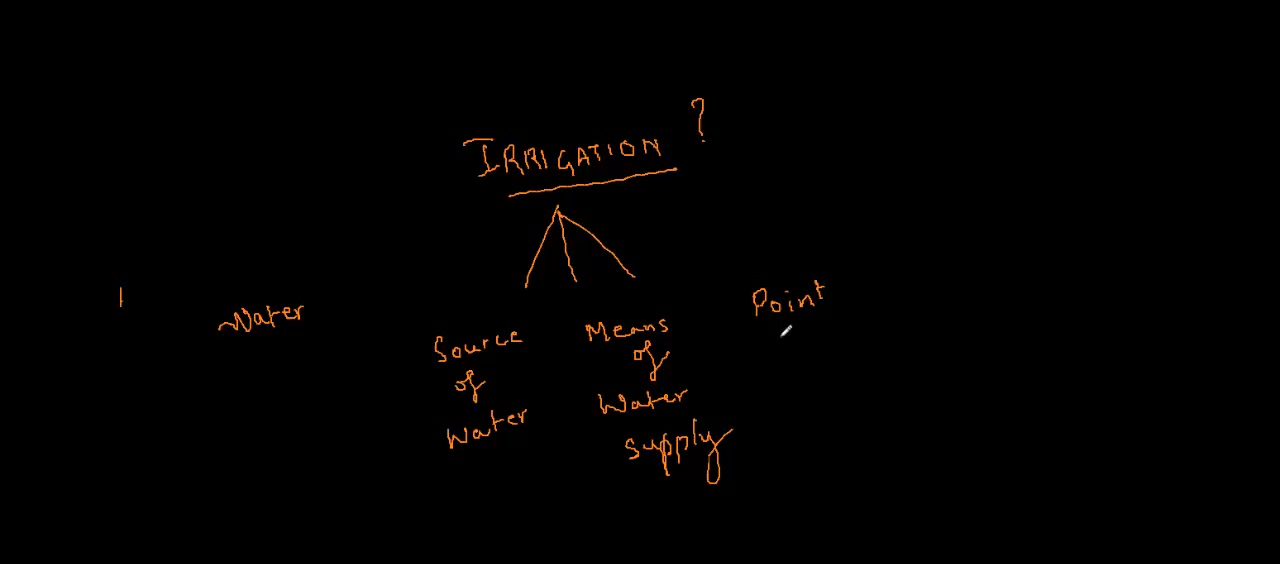 IRRIGATION ?
Water
Source
of
Water
Means
of
Water
supply
Point